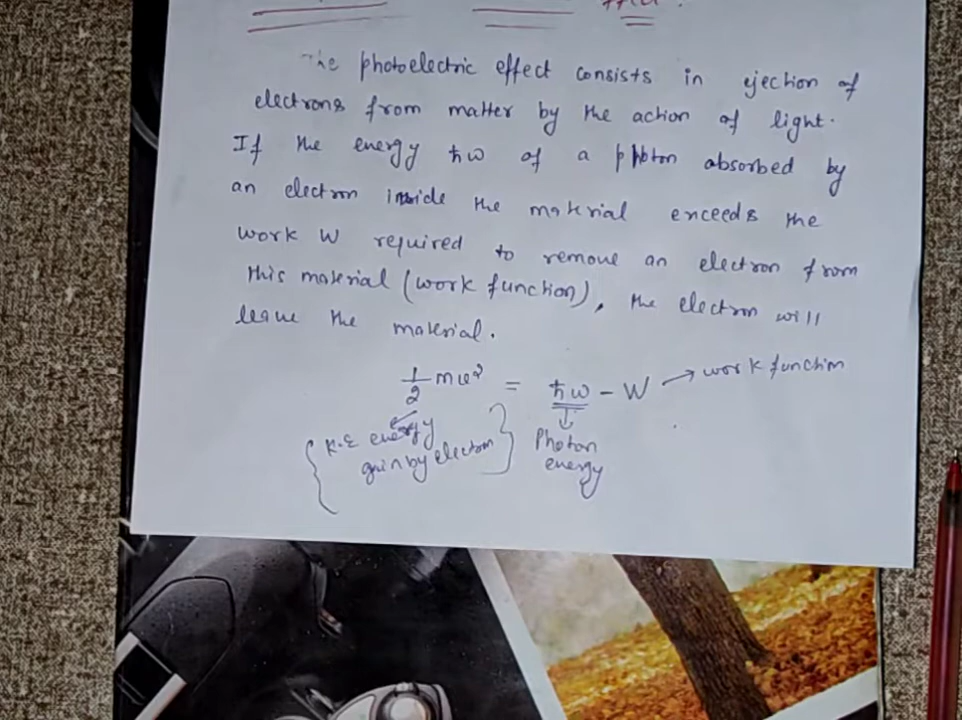 The photoelectric effect consists in ejection of
electrons from matter by the action of light.
If the energy ħω of a photon absorbed by
an electron inside the material exceeds the
work W required to remove an electron from
this material (work function), the electron will
leave the material.
1/2 mv² = ħω - W → work function
{K.E energy gain by electron}
Photon energy